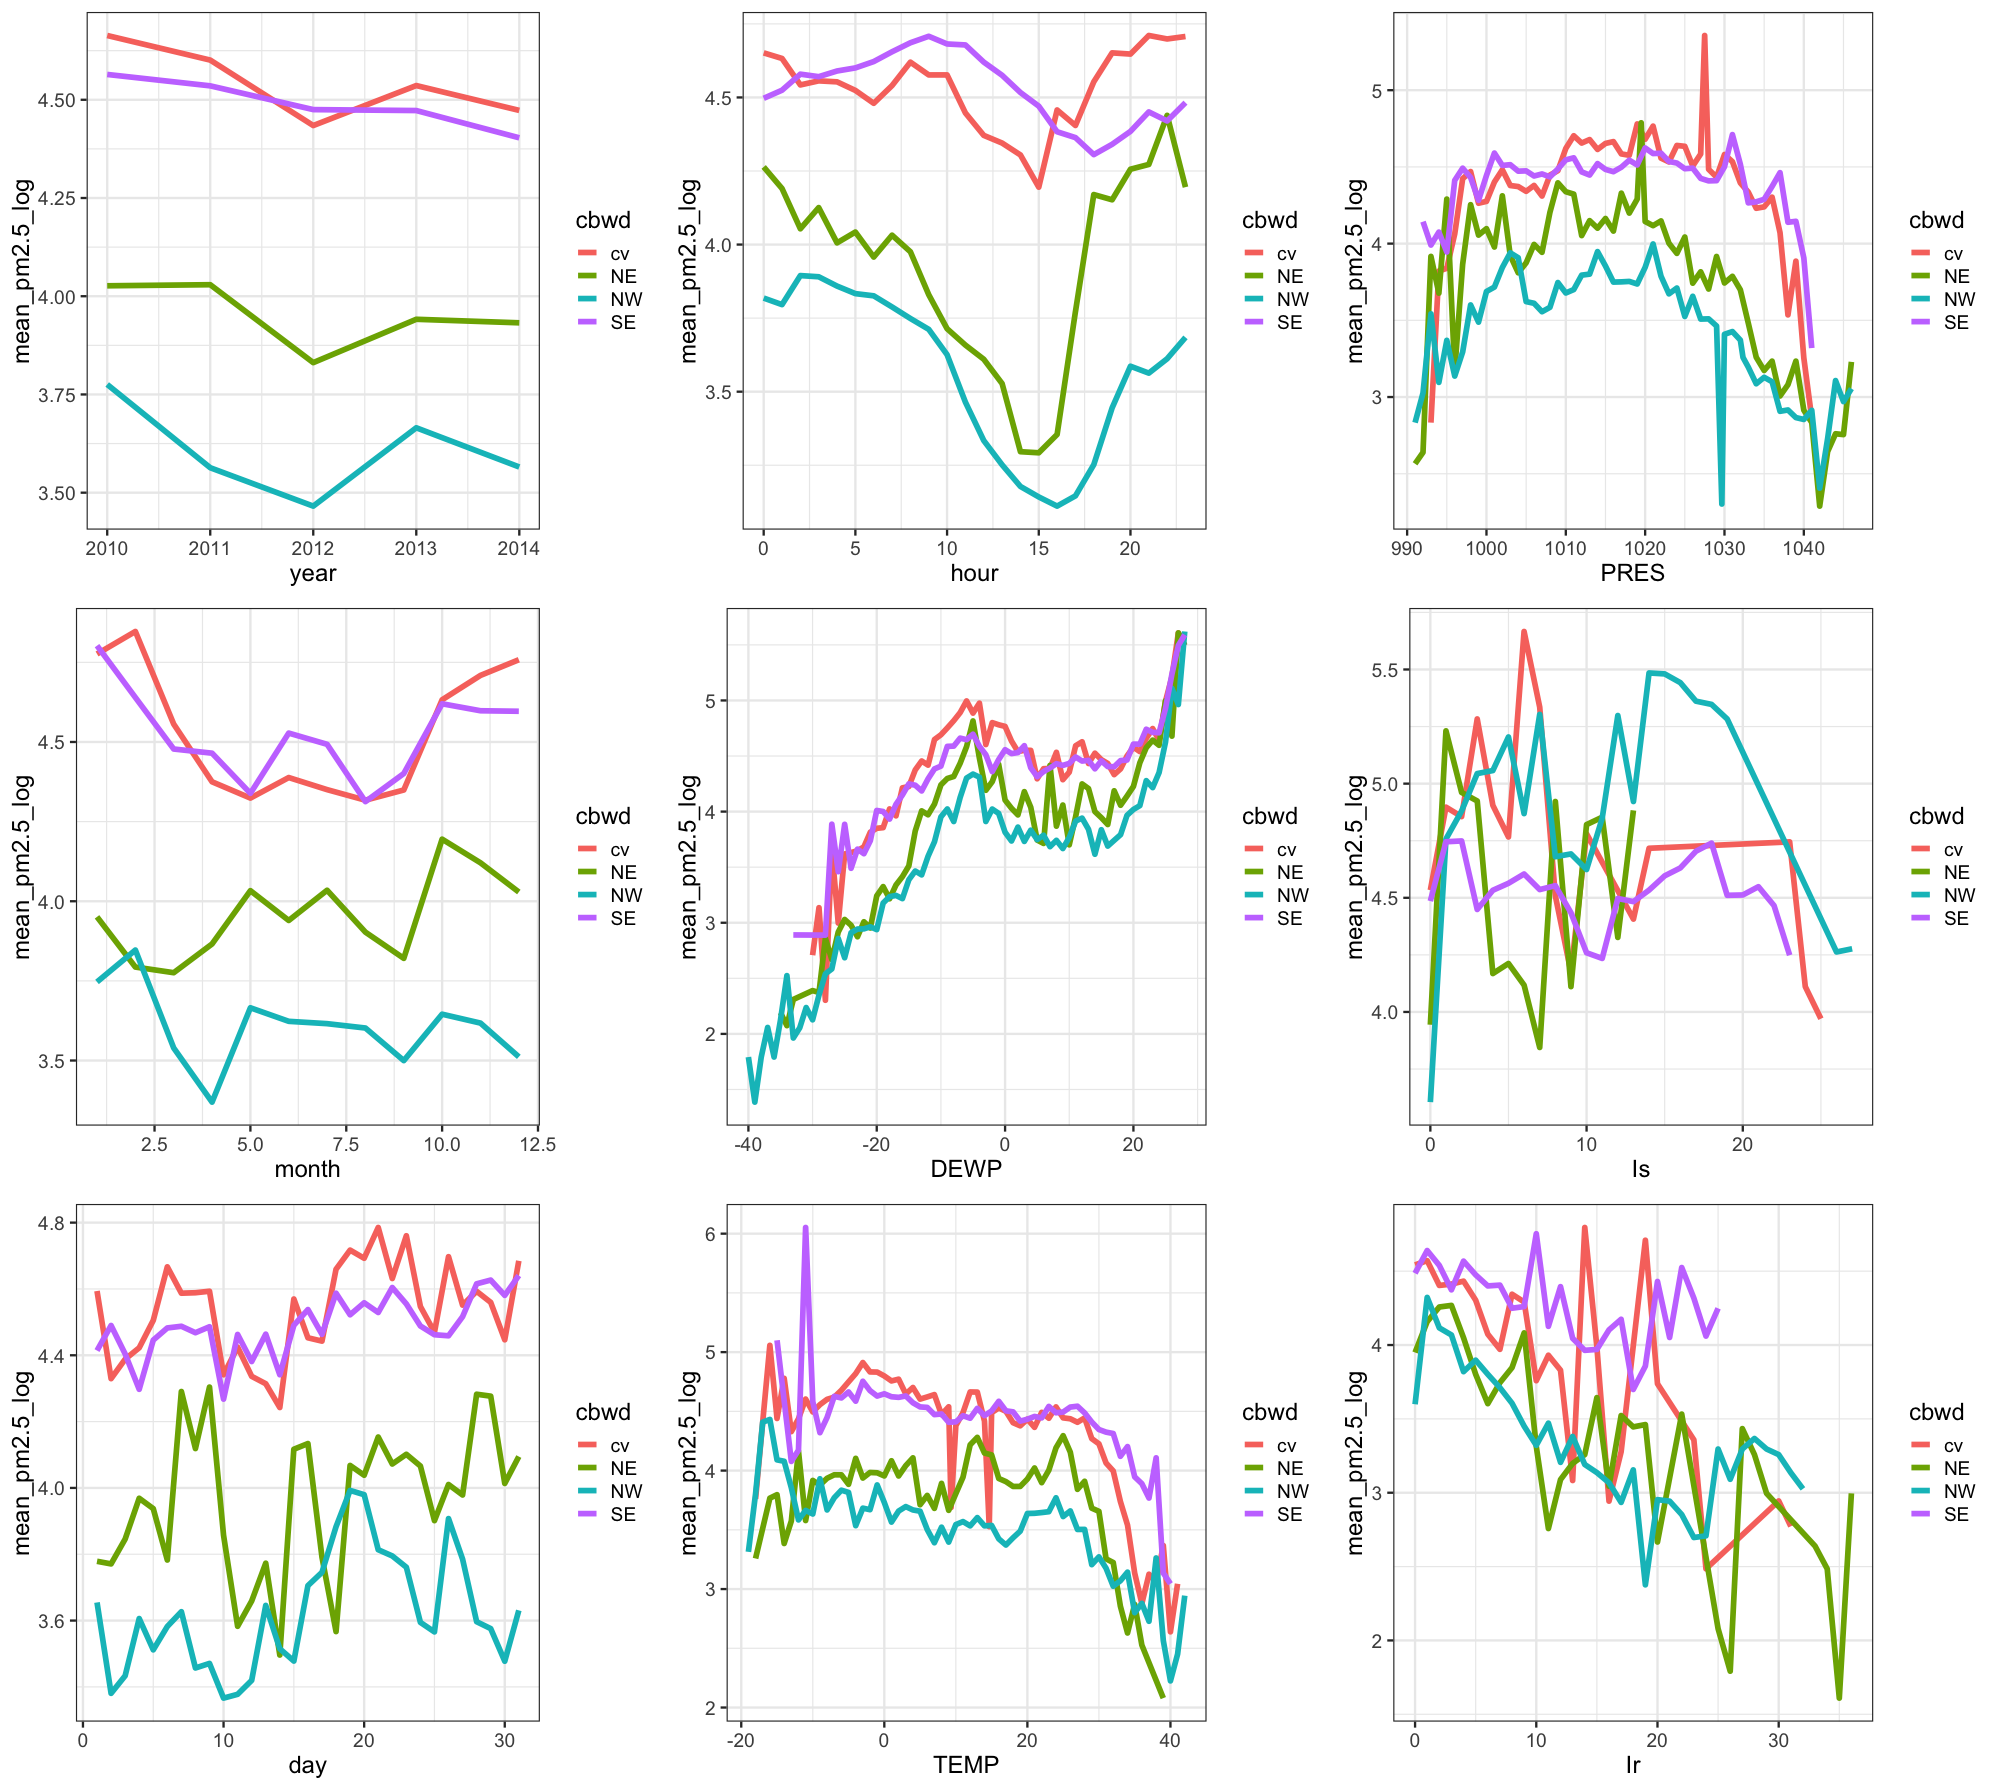 mean_pm2.5_log
4.50
4.25
4.00
3.75
3.50
2010 2011 2012 2013 2014
year
cbwd
cv
NE
NW
SE
mean_pm2.5_log
4.5
4.0
3.5
0 5 10 15 20
hour
cbwd
cv
NE
NW
SE
mean_pm2.5_log
5
4
3
990 1000 1010 1020 1030 1040
PRES
cbwd
cv
NE
NW
SE
mean_pm2.5_log
4.5
4.0
3.5
2.5 5.0 7.5 10.0 12.5
month
cbwd
cv
NE
NW
SE
mean_pm2.5_log
5
4
3
2
-40 -20 0 20
DEWP
cbwd
cv
NE
NW
SE
mean_pm2.5_log
5.5
5.0
4.5
4.0
0 10 20
Is
cbwd
cv
NE
NW
SE
mean_pm2.5_log
4.8
4.4
4.0
3.6
0 10 20 30
day
cbwd
cv
NE
NW
SE
mean_pm2.5_log
6
5
4
3
2
-20 0 20 40
TEMP
cbwd
cv
NE
NW
SE
mean_pm2.5_log
4
3
2
0 10 20 30
Ir
cbwd
cv
NE
NW
SE